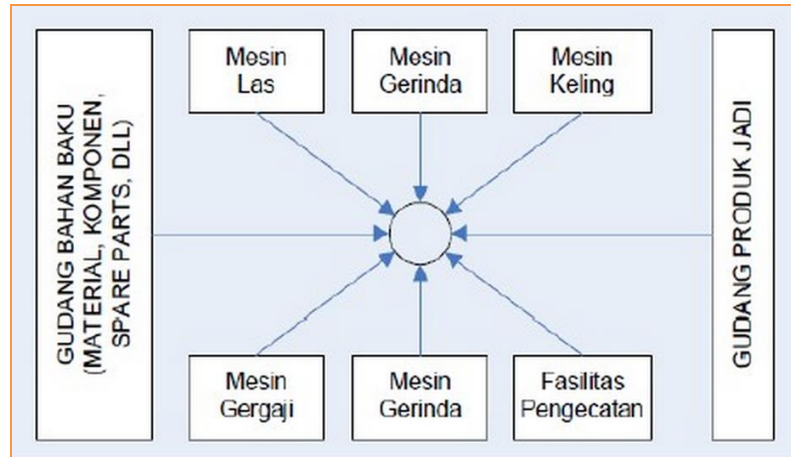 GUDANG BAHAN BAKU
(MATERIAL, KOMPONEN,
SPARE PARTS, DLL)
Mesin
Las
Mesin
Gerinda
Mesin
Keling
Mesin
Gergaji
Mesin
Gerinda
Fasilitas
Pengecatan
GUDANG PRODUK JADI